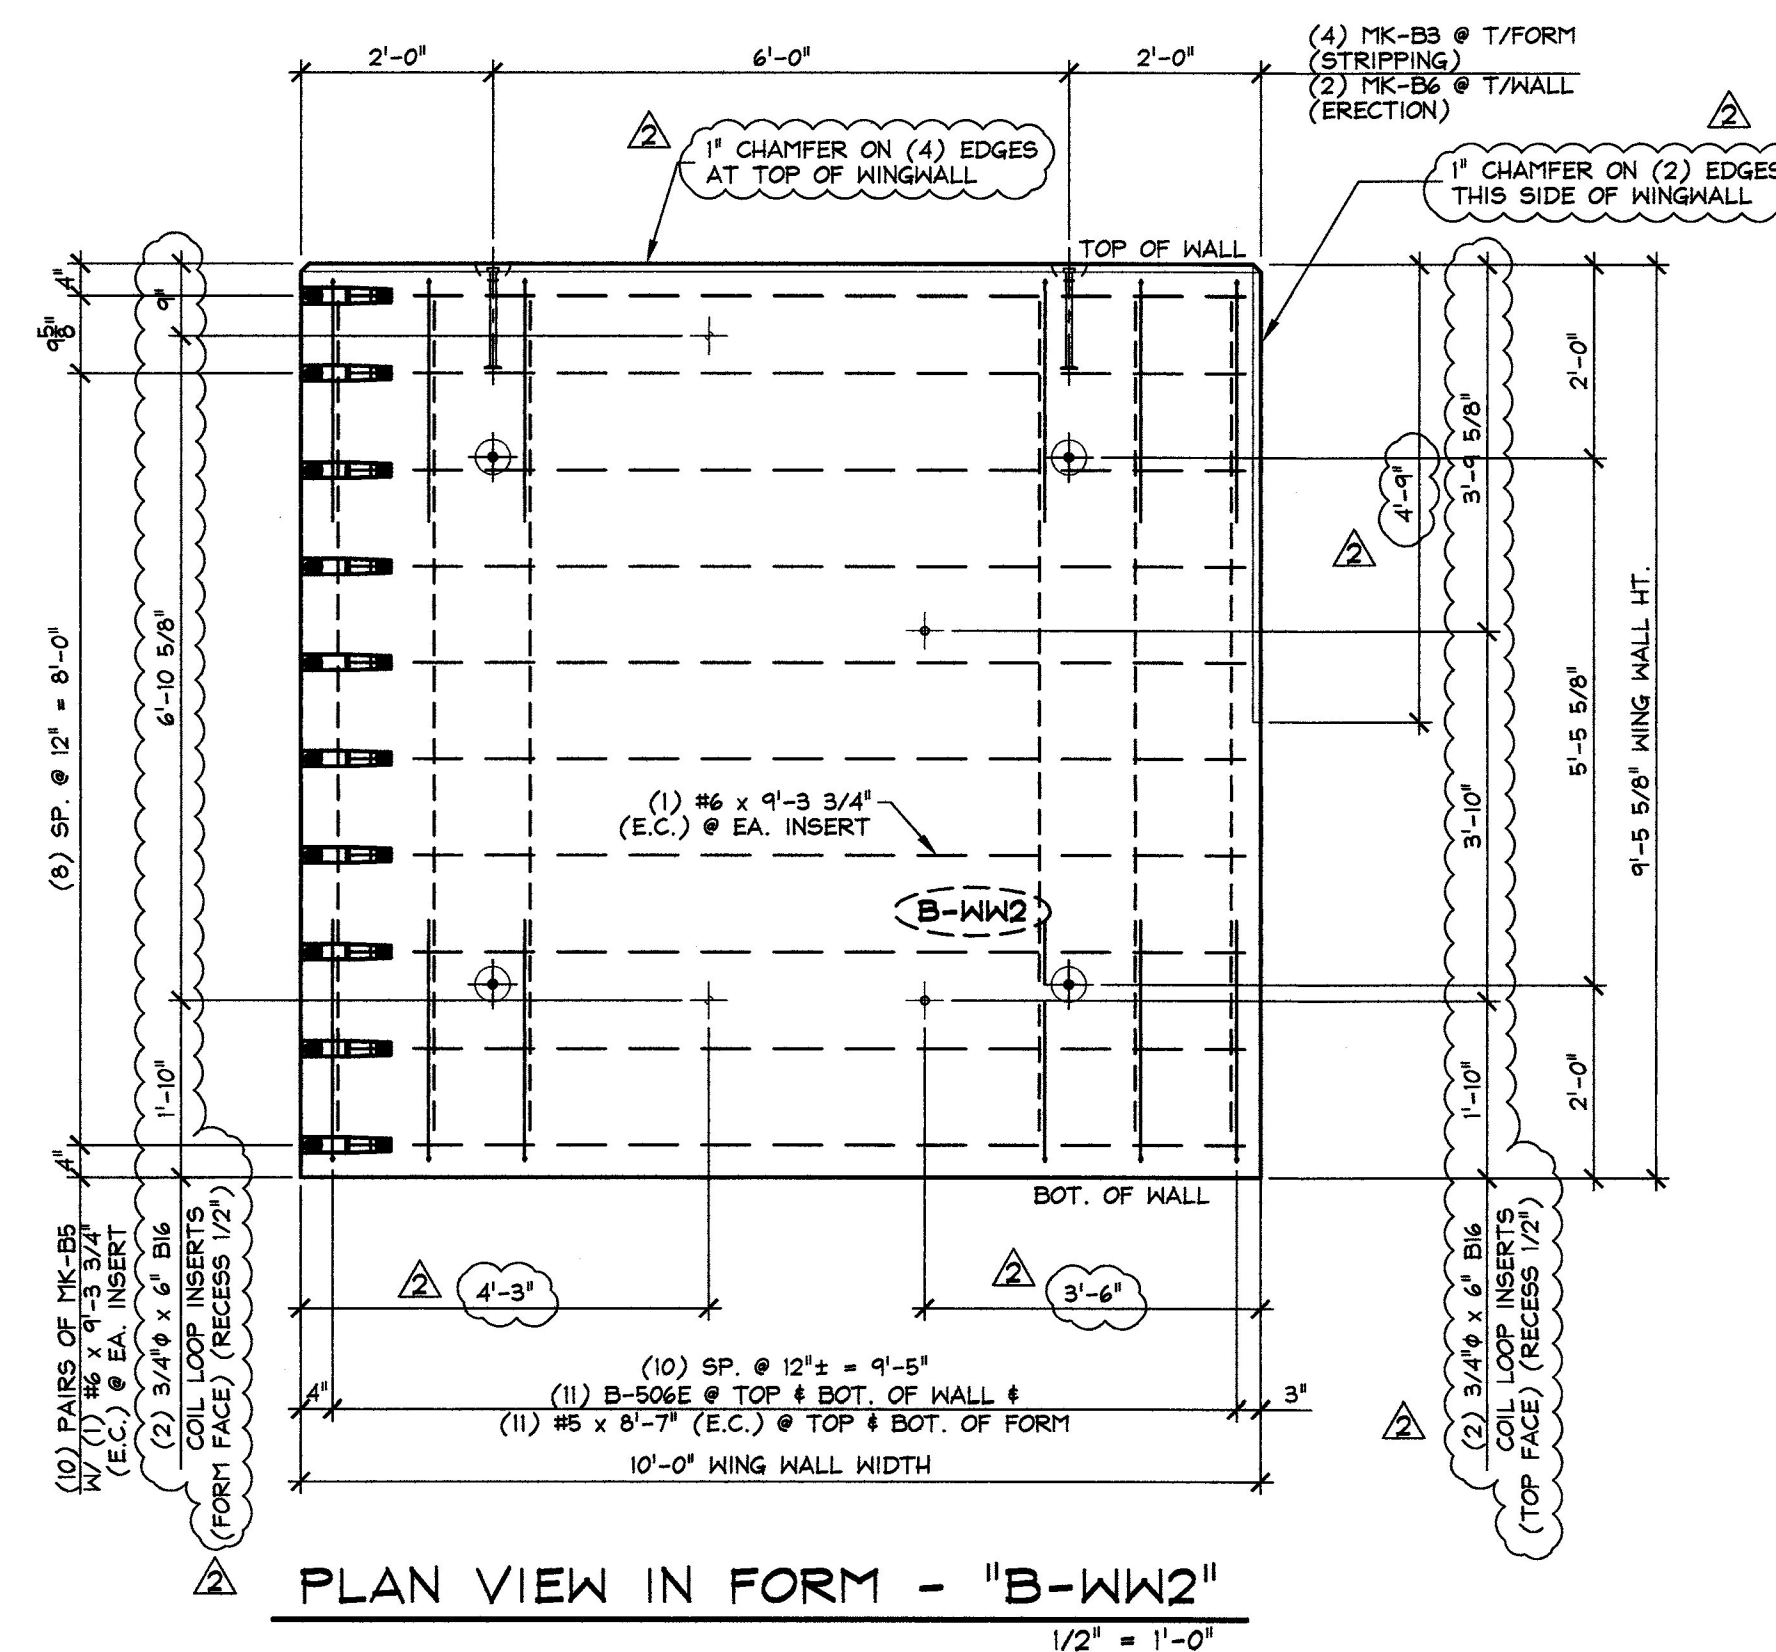 2'-0"
6'-0"
2'-0"
(4) MK-B3 @ T/FORM
(STRIPPING)
(2) MK-B6 @ T/WALL
(ERECTION)
2
1" CHAMFER ON (4) EDGES
AT TOP OF WINGWALL
2
1" CHAMFER ON (2) EDGES
THIS SIDE OF WINGWALL
TOP OF WALL
4"
9 5/8"
(8) SP. @ 12" = 8'-0"
4"
9"
6'-10 5/8"
1'-10"
4'-9"
2
3'-9 5/8"
3'-10"
1'-10"
2'-0"
5'-5 5/8"
2'-0"
9'-5 5/8" WING WALL HT.
(1) #6 x 9'-3 3/4"
(E.C.) @ EA. INSERT
B-WW2
BOT. OF WALL
(10) PAIRS OF MK-B5
W/ (1) #6 x 9'-3 3/4"
(E.C.) @ EA. INSERT
(2) 3/4"φ x 6" B16
COIL LOOP INSERTS
(FORM FACE) (RECESS 1/2")
2
2
4'-3"
2
3'-6"
(10) SP. @ 12"± = 9'-5"
4"
(11) B-506E @ TOP & BOT. OF WALL &
3"
(11) #5 x 8'-7" (E.C.) @ TOP & BOT. OF FORM
10'-0" WING WALL WIDTH
2
(2) 3/4"φ x 6" B16
COIL LOOP INSERTS
(TOP FACE) (RECESS 1/2")
PLAN VIEW IN FORM - "B-WW2"
1/2" = 1'-0"